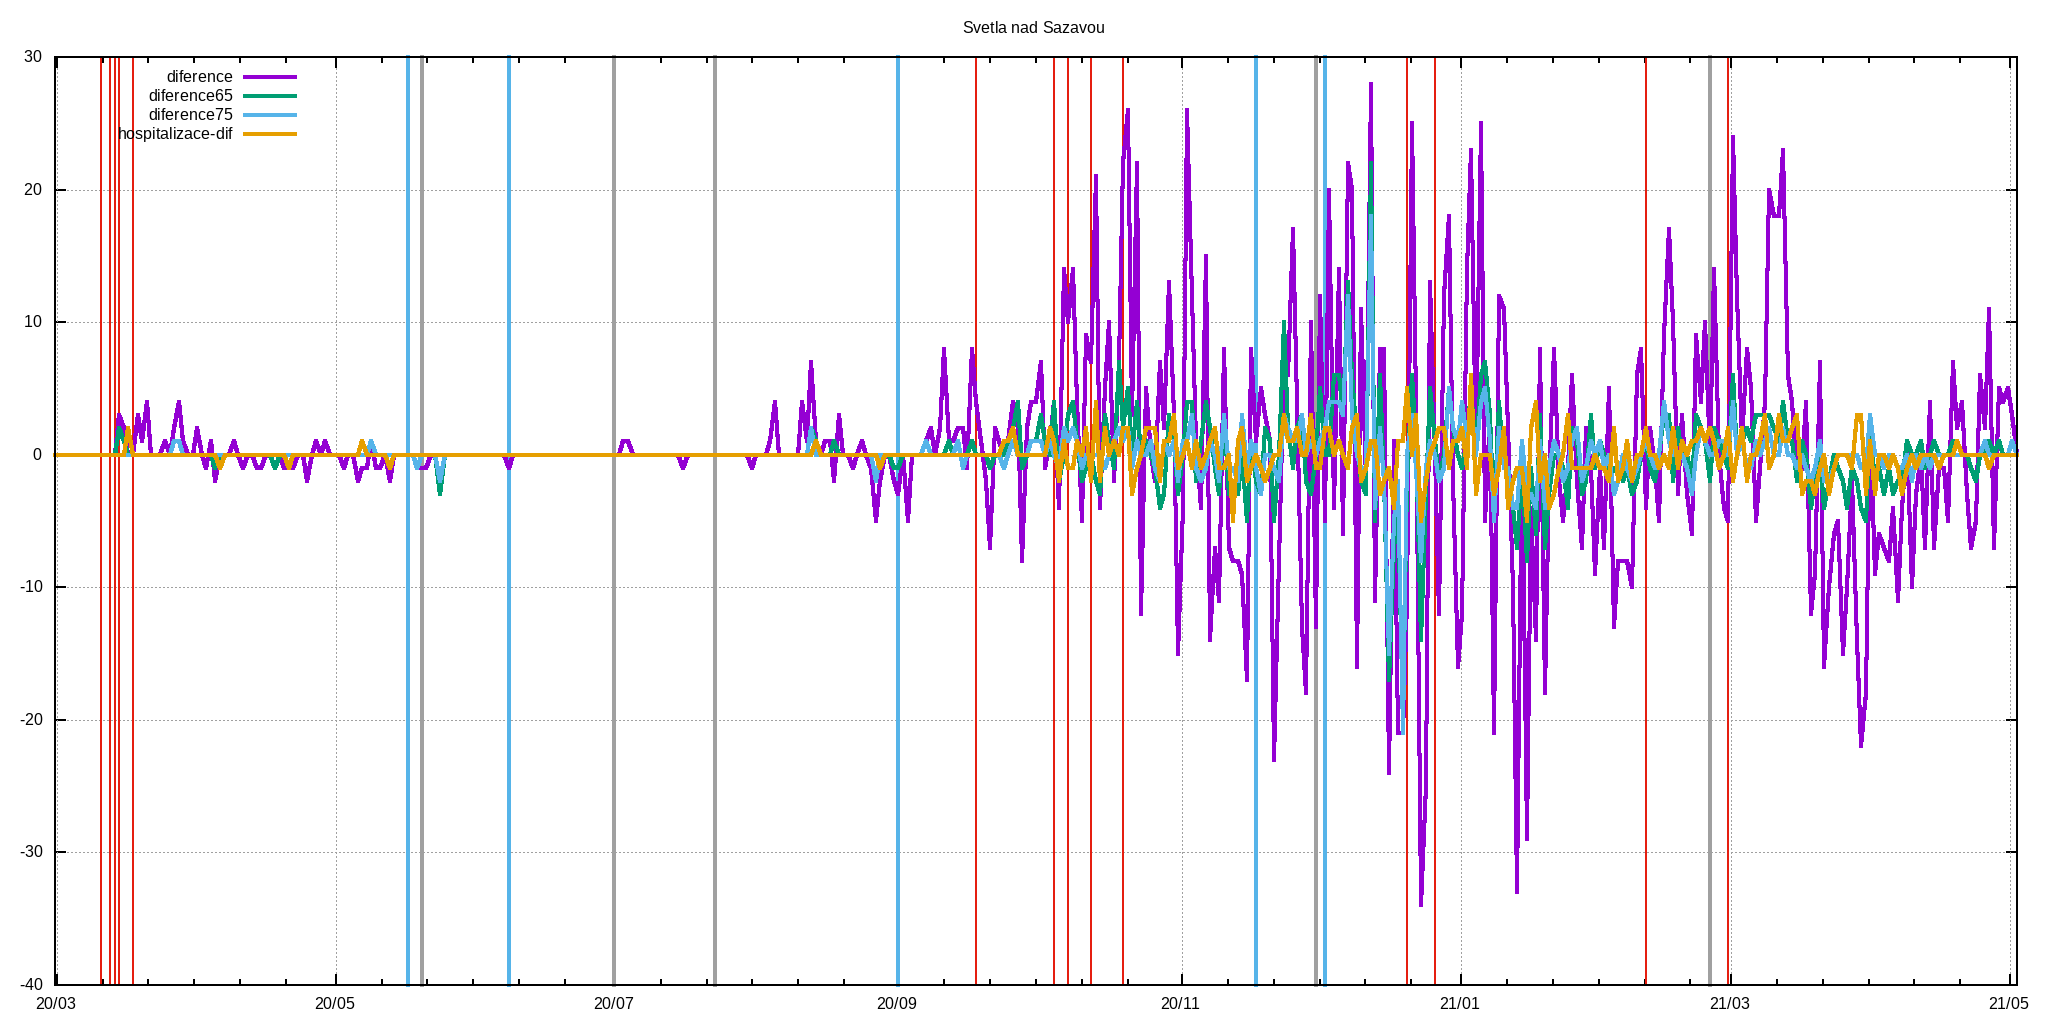 Svetla nad Sazavou
30
20
10
0
-10
-20
-30
-40
diference
diference65
diference75
hospitalizace-dif
20/03 20/05 20/07 20/09 20/11 21/01 21/03 21/05